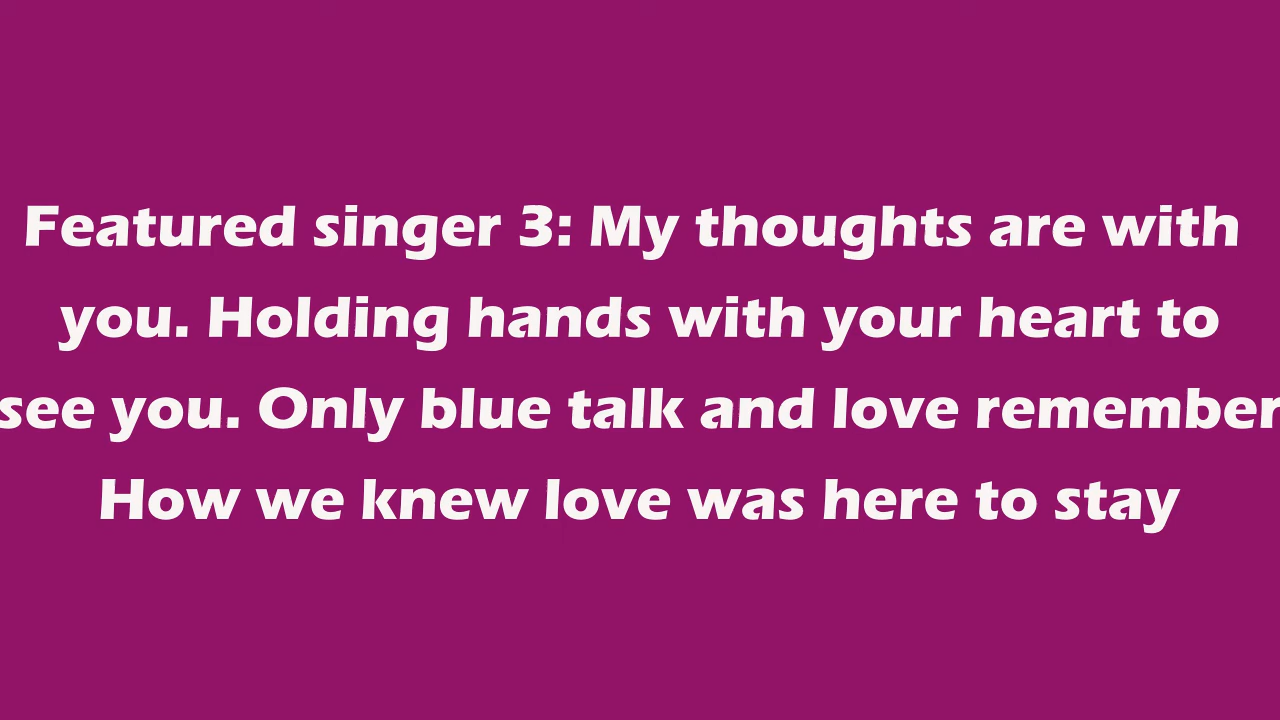 Featured singer 3: My thoughts are with
you. Holding hands with your heart to
see you. Only blue talk and love remember
How we knew love was here to stay